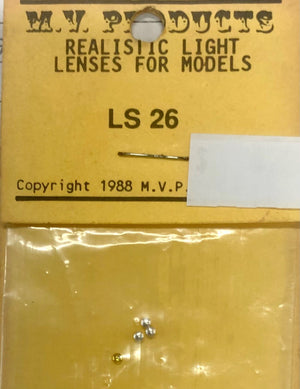 M.V. PRODUCTS
REALISTIC LIGHT
LENSES FOR MODELS
LS 26
Copyright 1988 M.V.P.